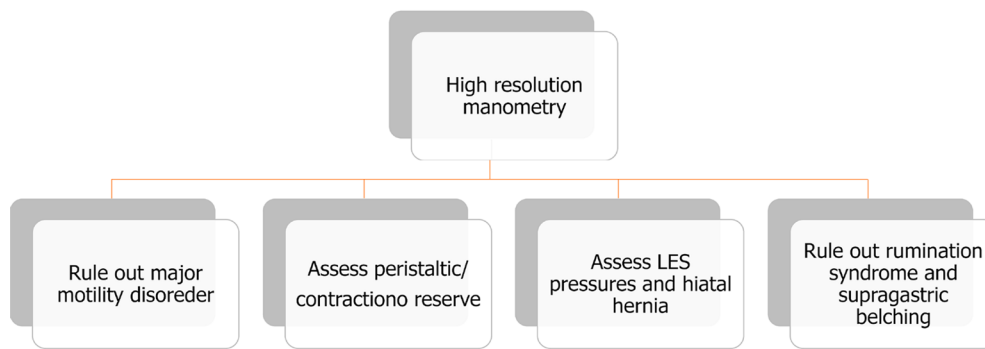 High resolution
manometry
Rule out major
motility disoreder
Assess peristaltic/
contractiono reserve
Assess LES
pressures and hiatal
hernia
Rule out rumination
syndrome and
supragastric
belching